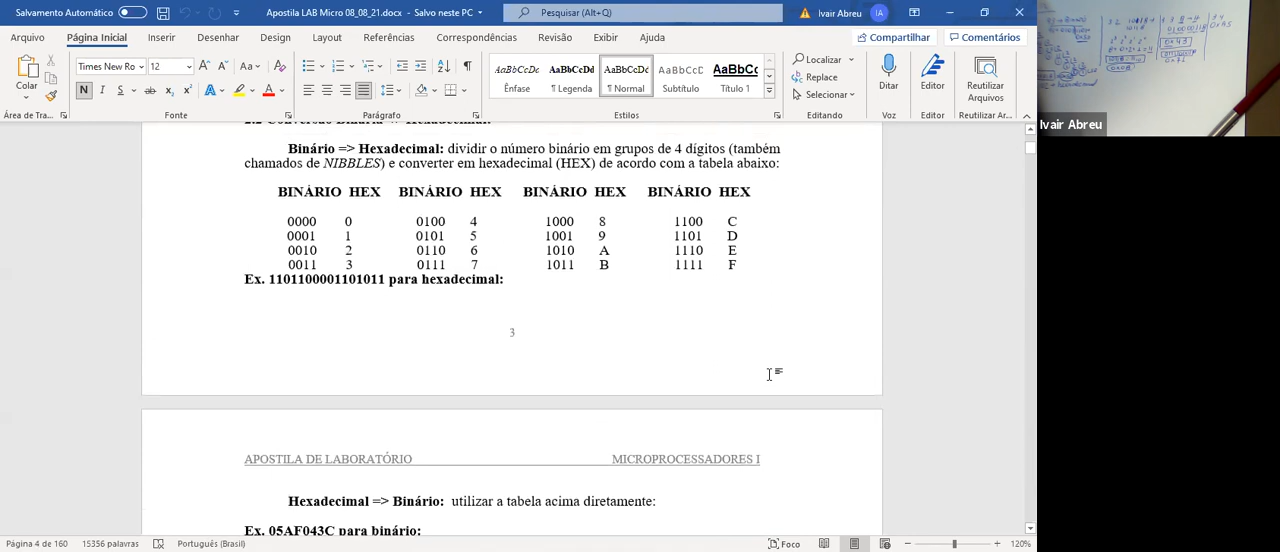 Salvamento Automático
Apostila LAB Micro 08_08_21.docx - Salvo neste PC
Pesquisar (Alt+Q)
Ivair Abreu
IA
Arquivo
Página Inicial
Inserir
Desenhar
Design
Layout
Referências
Correspondências
Revisão
Exibir
Ajuda
Compartilhar
Comentários
Colar
Times New Ro
12
N I S
Ênfase
¶ Legenda
¶ Normal
Subtítulo
Título 1
Localizar
Replace
Selecionar
Ditar
Editor
Reutilizar Arquivos
Área de Tra...
Fonte
Parágrafo
Estilos
Editando
Voz
Editor
Reutilizar Ar...
Ivair Abreu
Binário => Hexadecimal: dividir o número binário em grupos de 4 dígitos (também
chamados de NIBBLES) e converter em hexadecimal (HEX) de acordo com a tabela abaixo:
BINÁRIO HEX BINÁRIO HEX BINÁRIO HEX BINÁRIO HEX
0000 0 0100 4 1000 8 1100 C
0001 1 0101 5 1001 9 1101 D
0010 2 0110 6 1010 A 1110 E
0011 3 0111 7 1011 B 1111 F
Ex. 1101100001101011 para hexadecimal:
3
APOSTILA DE LABORATÓRIO MICROPROCESSADORES I
Hexadecimal => Binário: utilizar a tabela acima diretamente:
Ex. 05AF043C para binário:
Página 4 de 160
15356 palavras
Português (Brasil)
Foco
120%